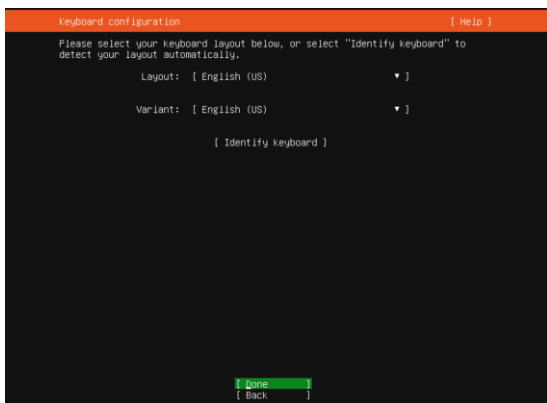 Keyboard configuration [ Help ]
Please select your keyboard layout below, or select "Identify keyboard" to
detect your layout automatically.
Layout: [ English (US) ▾ ]
Variant: [ English (US) ▾ ]
[ Identify keyboard ]
[ Done ]
[ Back ]